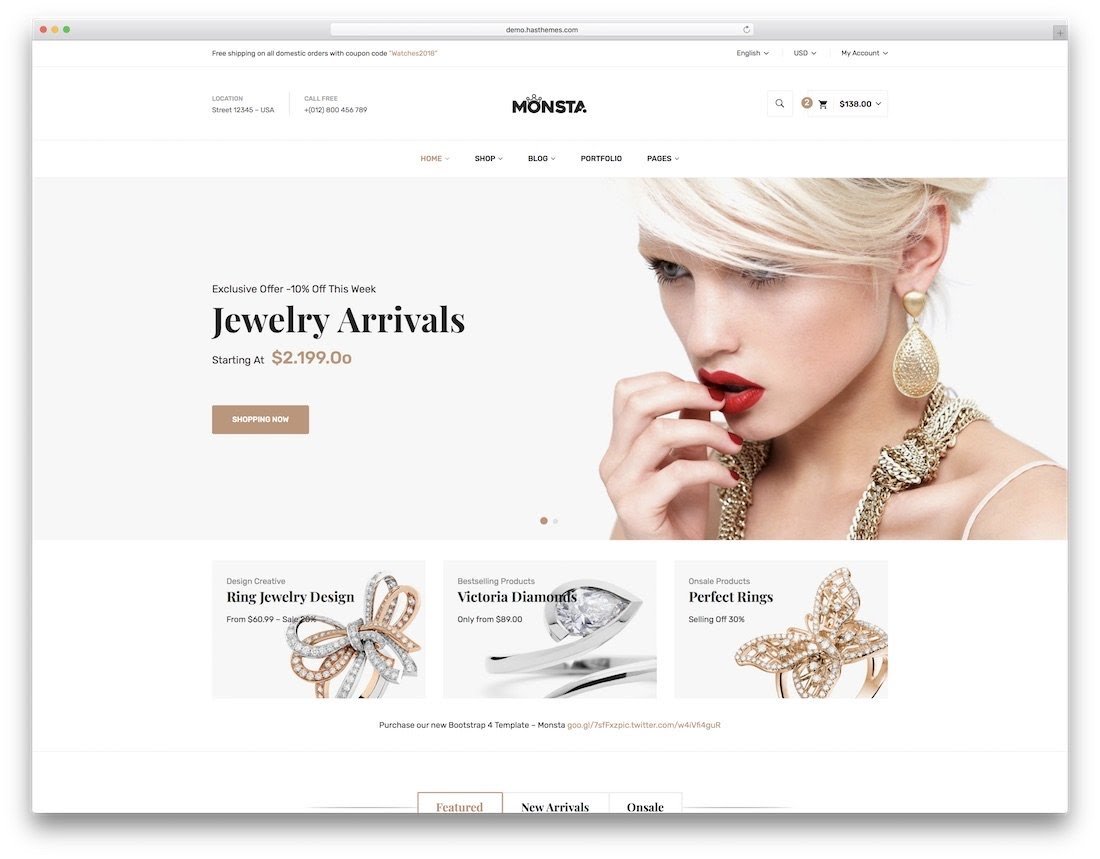 demo.hasthemes.com
Free shipping on all domestic orders with coupon code "Watches2018"
English
USD
My Account
LOCATION
Street 12345 – USA
CALL FREE
+(012) 800 456 789
MONSTA.
2
$138.00
HOME
SHOP
BLOG
PORTFOLIO
PAGES
Exclusive Offer -10% Off This Week
Jewelry Arrivals
Starting At $2.199.Oo
SHOPPING NOW
Design Creative
Ring Jewelry Design
From $60.99 – Sale 20%
Bestselling Products
Victoria Diamonds
Only from $89.00
Onsale Products
Perfect Rings
Selling Off 30%
Purchase our new Bootstrap 4 Template – Monsta goo.gl/7sfFxzpic.twitter.com/w4iVfi4guR
Featured
New Arrivals
Onsale